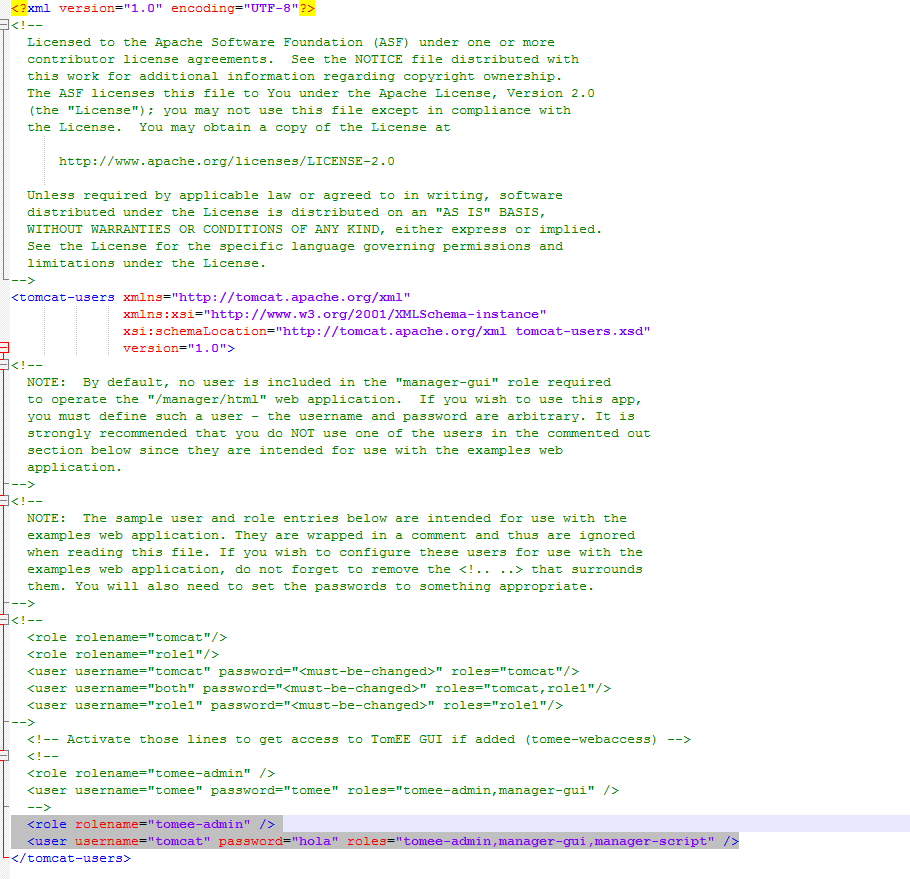 <?xml version="1.0" encoding="UTF-8"?>
<!--
Licensed to the Apache Software Foundation (ASF) under one or more
contributor license agreements.  See the NOTICE file distributed with
this work for additional information regarding copyright ownership.
The ASF licenses this file to You under the Apache License, Version 2.0
(the "License"); you may not use this file except in compliance with
the License.  You may obtain a copy of the License at
http://www.apache.org/licenses/LICENSE-2.0
Unless required by applicable law or agreed to in writing, software
distributed under the License is distributed on an "AS IS" BASIS,
WITHOUT WARRANTIES OR CONDITIONS OF ANY KIND, either express or implied.
See the License for the specific language governing permissions and
limitations under the License.
-->
<tomcat-users xmlns="http://tomcat.apache.org/xml"
xmlns:xsi="http://www.w3.org/2001/XMLSchema-instance"
xsi:schemaLocation="http://tomcat.apache.org/xml tomcat-users.xsd"
version="1.0">
<!--
NOTE:  By default, no user is included in the "manager-gui" role required
to operate the "/manager/html" web application.  If you wish to use this app,
you must define such a user - the username and password are arbitrary. It is
strongly recommended that you do NOT use one of the users in the commented out
section below since they are intended for use with the examples web
application.
-->
<!--
NOTE:  The sample user and role entries below are intended for use with the
examples web application. They are wrapped in a comment and thus are ignored
when reading this file. If you wish to configure these users for use with the
examples web application, do not forget to remove the <!.. ..> that surrounds
them. You will also need to set the passwords to something appropriate.
-->
<!--
<role rolename="tomcat"/>
<role rolename="role1"/>
<user username="tomcat" password="<must-be-changed>" roles="tomcat"/>
<user username="both" password="<must-be-changed>" roles="tomcat,role1"/>
<user username="role1" password="<must-be-changed>" roles="role1"/>
-->
<!-- Activate those lines to get access to TomEE GUI if added (tomee-webaccess) -->
<!--
<role rolename="tomee-admin" />
<user username="tomee" password="tomee" roles="tomee-admin,manager-gui" />
-->
<role rolename="tomee-admin" />
<user username="tomcat" password="hola" roles="tomee-admin,manager-gui,manager-script" />
</tomcat-users>